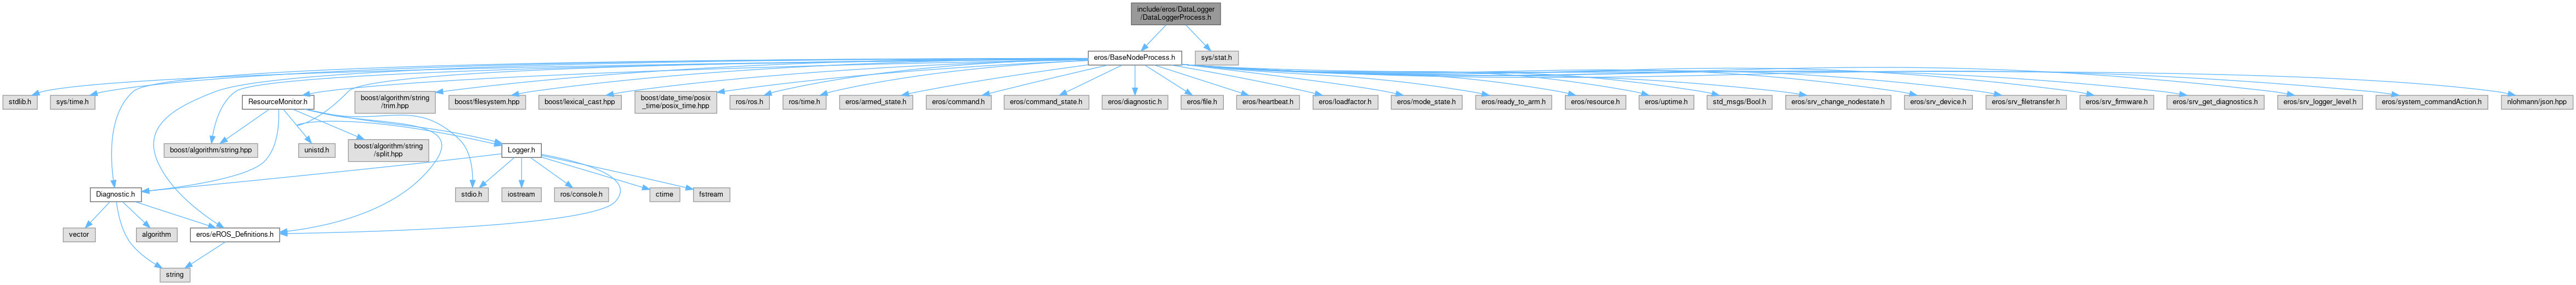 include/eros/DataLogger
/DataLoggerProcess.h
eros/BaseNodeProcess.h
sys/stat.h
stdlib.h
sys/time.h
ResourceMonitor.h
boost/algorithm/string
/trim.hpp
boost/filesystem.hpp
boost/lexical_cast.hpp
boost/date_time/posix
_time/posix_time.hpp
ros/ros.h
ros/time.h
eros/armed_state.h
eros/command.h
eros/command_state.h
eros/diagnostic.h
eros/file.h
eros/heartbeat.h
eros/loadfactor.h
eros/mode_state.h
eros/ready_to_arm.h
eros/resource.h
eros/uptime.h
std_msgs/Bool.h
eros/srv_change_nodestate.h
eros/srv_device.h
eros/srv_filetransfer.h
eros/srv_firmware.h
eros/srv_get_diagnostics.h
eros/srv_logger_level.h
eros/system_commandAction.h
nlohmann/json.hpp
boost/algorithm/string.hpp
unistd.h
boost/algorithm/string
/split.hpp
Logger.h
Diagnostic.h
stdio.h
iostream
ros/console.h
ctime
fstream
vector
algorithm
eros/eROS_Definitions.h
string